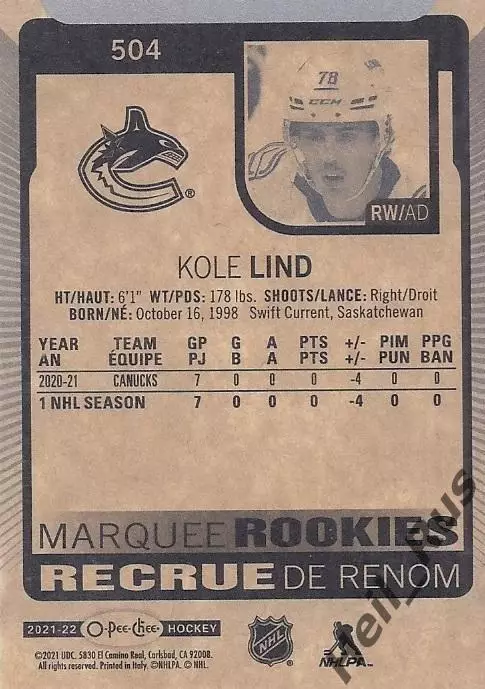 504
78
CCM
®
RW/AD
KOLE LIND
HT/HAUT: 6'1" WT/PDS: 178 lbs. SHOOTS/LANCE: Right/Droit
BORN/NÉ: October 16, 1998 Swift Current, Saskatchewan
YEAR TEAM GP G A PTS +/- PIM PPG
AN ÉQUIPE PJ B A PTS +/- PUN BAN
2020-21 CANUCKS 7 0 0 0 -4 0 0
1 NHL SEASON 7 0 0 0 -4 0 0
MARQUEE ROOKIES
RECRUE DE RENOM
2021-22 O-Pee-Chee HOCKEY
NHL
NHLPA
©2021 UDC. 5830 El Camino Real, Carlsbad, CA 92008.
All rights reserved. Printed in Italy. ©NHLPA. © NHL.
Hell_Rus